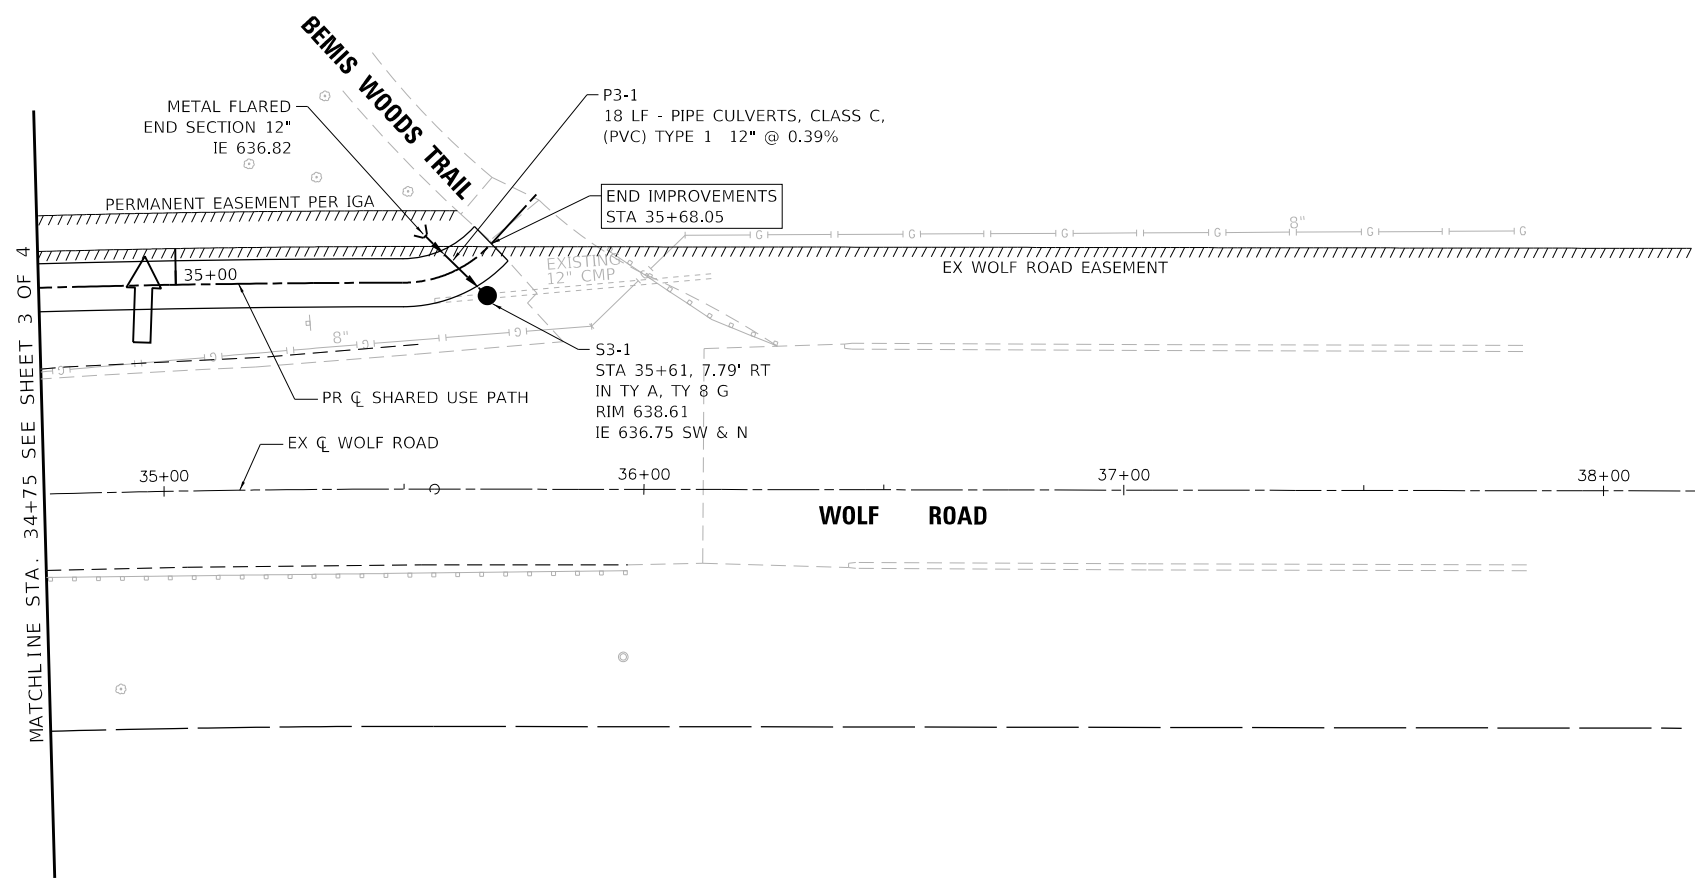 BEMIS WOODS TRAIL
METAL FLARED
END SECTION 12"
IE 636.82
P3-1
18 LF - PIPE CULVERTS, CLASS C,
(PVC) TYPE 1 12" @ 0.39%
PERMANENT EASEMENT PER IGA
END IMPROVEMENTS
STA 35+68.05
8"
G G G G G G
35+00
EXISTING
12" CMP
EX WOLF ROAD EASEMENT
8"
G G G G
S3-1
STA 35+61, 7.79' RT
IN TY A, TY 8 G
RIM 638.61
IE 636.75 SW & N
PR ℄ SHARED USE PATH
EX ℄ WOLF ROAD
35+00
36+00
37+00
38+00
WOLF ROAD
MATCHLINE STA. 34+75 SEE SHEET 3 OF 4